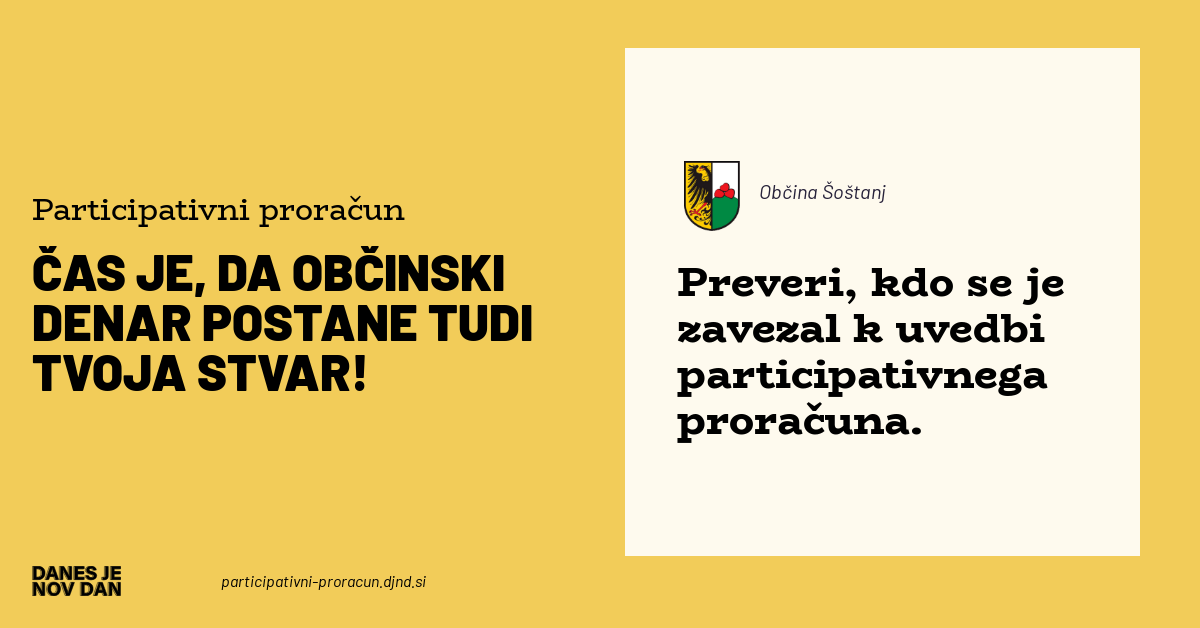 Participativni proračun
ČAS JE, DA OBČINSKI
DENAR POSTANE TUDI
TVOJA STVAR!
DANES JE
NOV DAN
participativni-proracun.djnd.si
Občina Šoštanj
Preveri, kdo se je
zavezal k uvedbi
participativnega
proračuna.